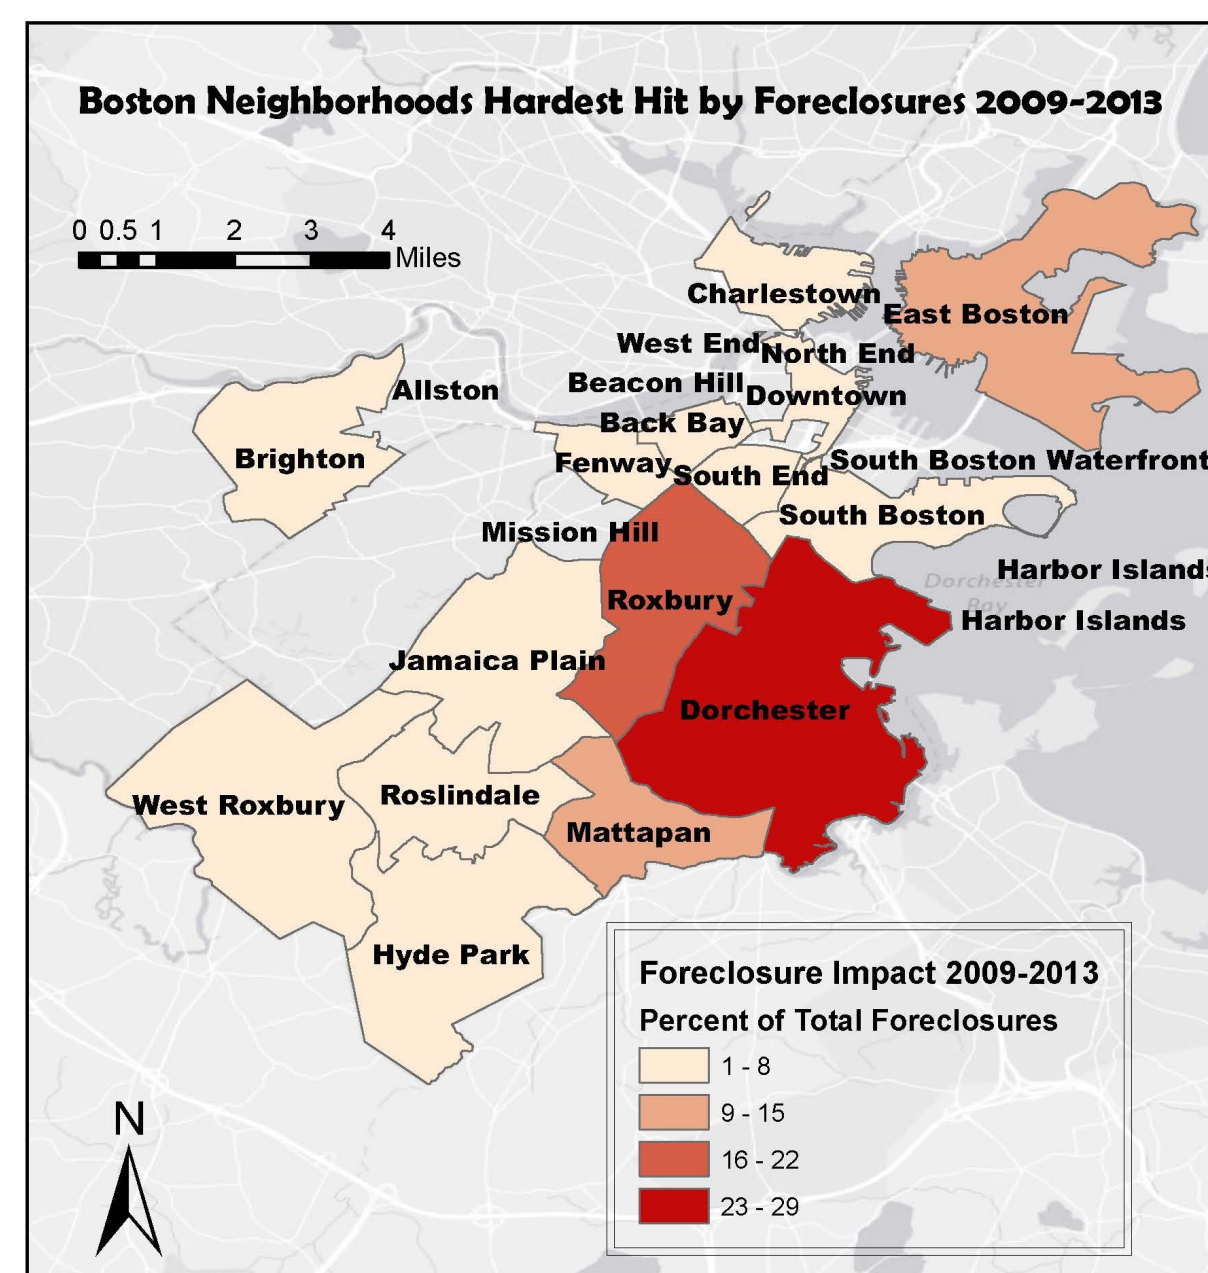 Boston Neighborhoods Hardest Hit by Foreclosures 2009-2013
0 0.5 1 2 3 4
Miles
Charlestown
East Boston
West End
North End
Beacon Hill
Allston
Downtown
Back Bay
Brighton
Fenway
South End
South Boston Waterfront
South Boston
Mission Hill
Harbor Islands
Dorchester
Bay
Roxbury
Harbor Islands
Jamaica Plain
Dorchester
Roslindale
West Roxbury
Mattapan
Hyde Park
Foreclosure Impact 2009-2013
Percent of Total Foreclosures
1 - 8
9 - 15
16 - 22
23 - 29
N